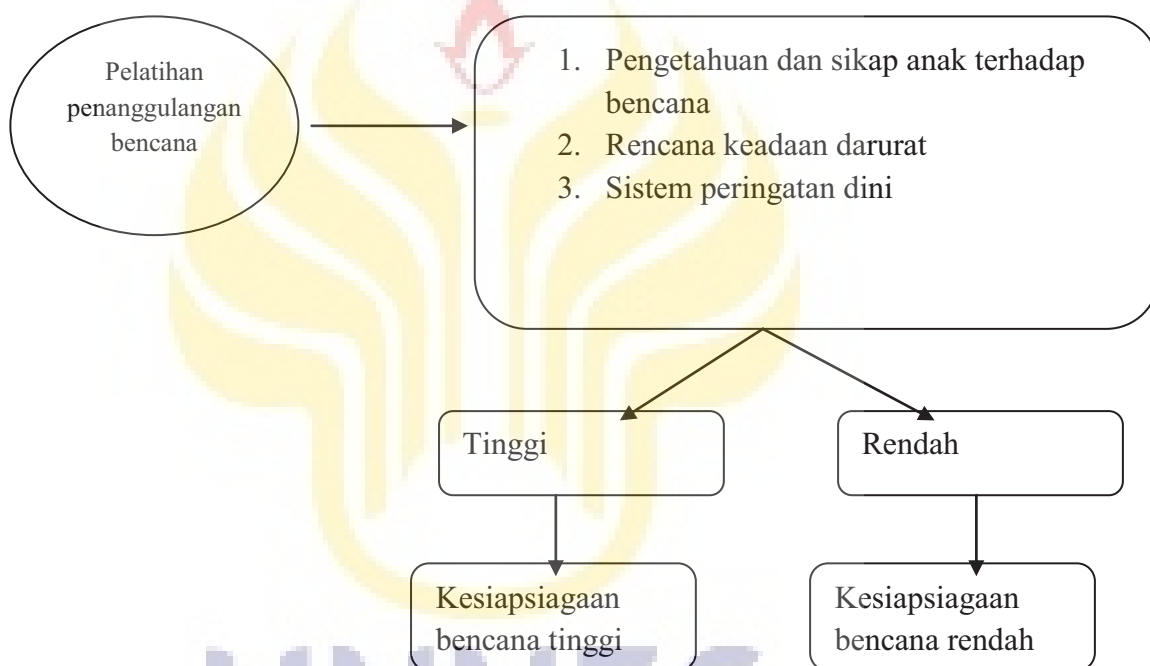 Pelatihan
penanggulangan
bencana
1. Pengetahuan dan sikap anak terhadap
bencana
2. Rencana keadaan darurat
3. Sistem peringatan dini
Tinggi
Rendah
Kesiapsiagaan
bencana tinggi
Kesiapsiagaan
bencana rendah